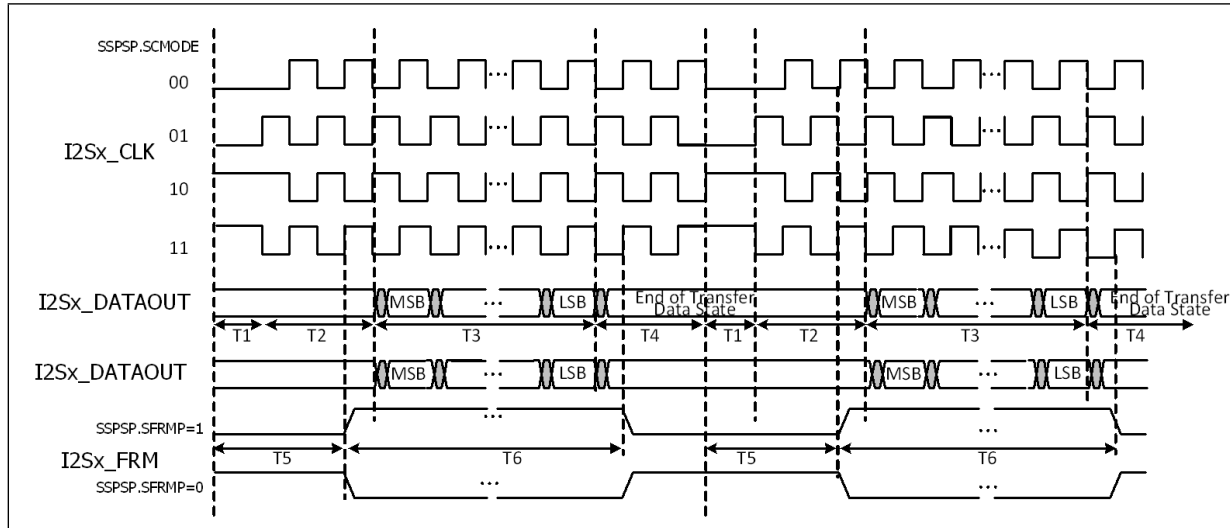 SSPSP.SCMODE
00
01
I2Sx_CLK
10
11
I2Sx_DATAOUT
MSB ... LSB End of Transfer Data State MSB ... LSB End of Transfer Data State
T1 T2 T3 T4 T1 T2 T3 T4
I2Sx_DATAOUT
MSB ... LSB MSB ... LSB
SSPSP.SFRMP=1
T5 T6 T5 T6
I2Sx_FRM
SSPSP.SFRMP=0